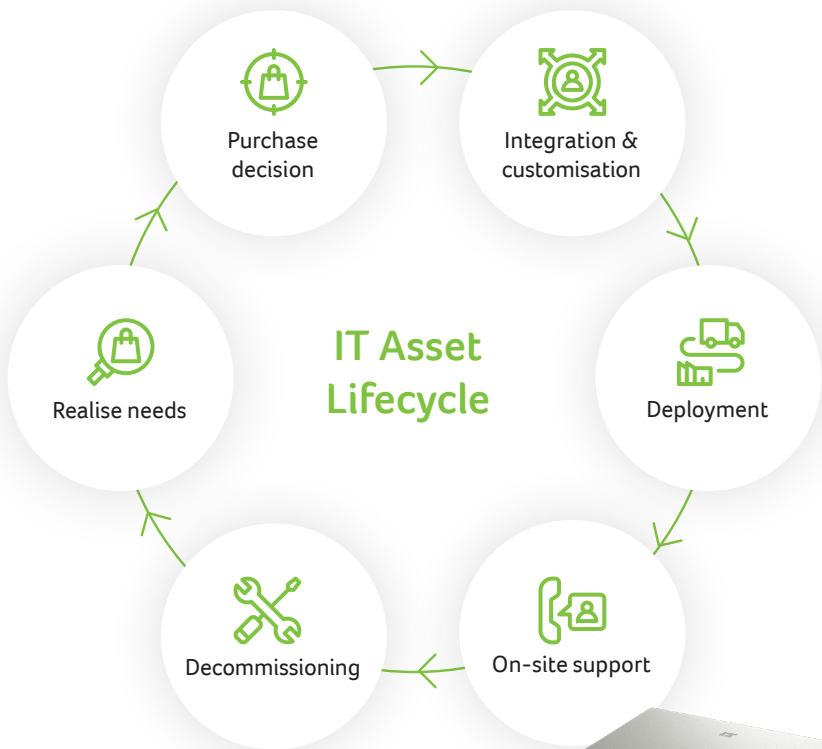 Purchase
decision
Integration &
customisation
IT Asset
Lifecycle
Realise needs
Deployment
Decommissioning
On-site support